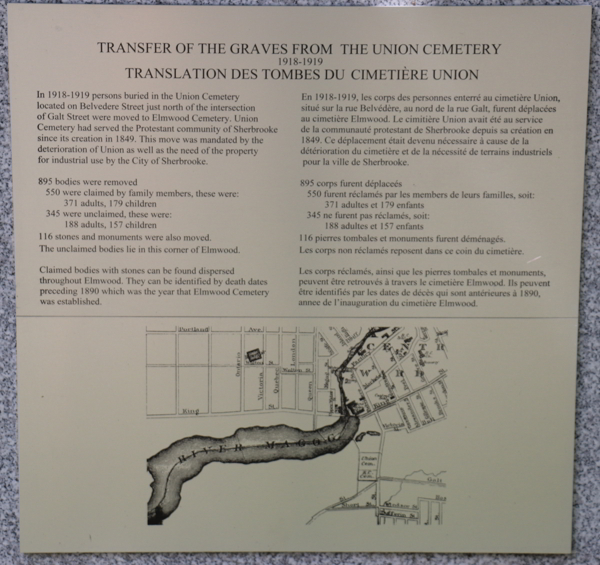 TRANSFER OF THE GRAVES FROM THE UNION CEMETERY
1918-1919
TRANSLATION DES TOMBES DU CIMETIÈRE UNION
In 1918-1919 persons buried in the Union Cemetery
located on Belvedere Street just north of the intersection
of Galt Street were moved to Elmwood Cemetery. Union
Cemetery had served the Protestant community of Sherbrooke
since its creation in 1849. This move was mandated by the
deterioration of Union as well as the need of the property
for industrial use by the City of Sherbrooke.
895 bodies were removed
550 were claimed by family members, these were:
371 adults, 179 children
345 were unclaimed, these were:
188 adults, 157 children
116 stones and monuments were also moved.
The unclaimed bodies lie in this corner of Elmwood.
Claimed bodies with stones can be found dispersed
throughout Elmwood. They can be identified by death dates
preceding 1890 which was the year that Elmwood Cemetery
was established.
En 1918-1919, les corps des personnes enterré au cimetière Union,
situé sur la rue Belvédère, au nord de la rue Galt, furent déplacées
au cimetière Elmwood. Le cimitière Union avait été au service
de la communauté protestant de Sherbrooke depuis sa création en
1849. Ce déplacement était devenu nécessaire à cause de la
détérioration du cimetière et de la nécessité de terrains industriels
pour la ville de Sherbrooke.
895 corps furent déplaceés
550 furent réclamés par les members de leurs familles, soit:
371 adultes et 179 enfants
345 ne furent pas réclamés, soit:
188 adultes et 157 enfants
116 pierres tombales et monuments furent déménagés.
Les corps non réclamés reposent dans ce coin du cimetière.
Les corps réclamés, ainsi que les pierres tombales et monuments,
peuvent être retrouvés à travers le cimetière Elmwood. Ils peuvent
être identifiés par les dates de décès qui sont antérieures à 1890,
annee de l'inauguration du cimetière Elmwood.
Portland Ave
Ontario
Victoria
Quebec
London
Queen
King St
RIVER MAGOG
CENTR
Union Cem.
R.C. Cem.
Galt